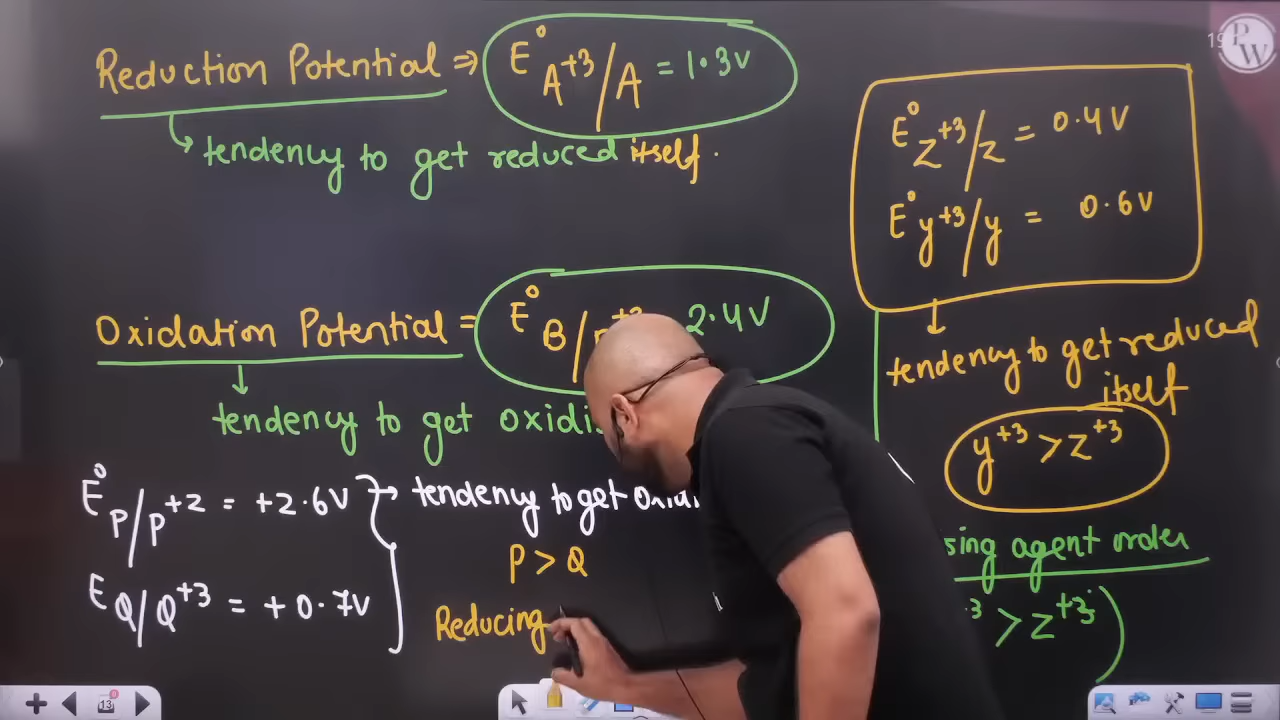 Reduction Potential ⇒ E° A+3/A = 1.3V
tendency to get reduced itself.
Oxidation Potential = E° B/ 2.4V
tendency to get
E° P/P+2 = +2.6V → tendency to get
E Q/Q+3 = +0.7V
P > Q
Reducing
E° Z+3/Z = 0.4V
E° y+3/y = 0.6V
tendency to get reduced
itself
y+3 > Z+3
agent order
> Z+3;)
PW
13